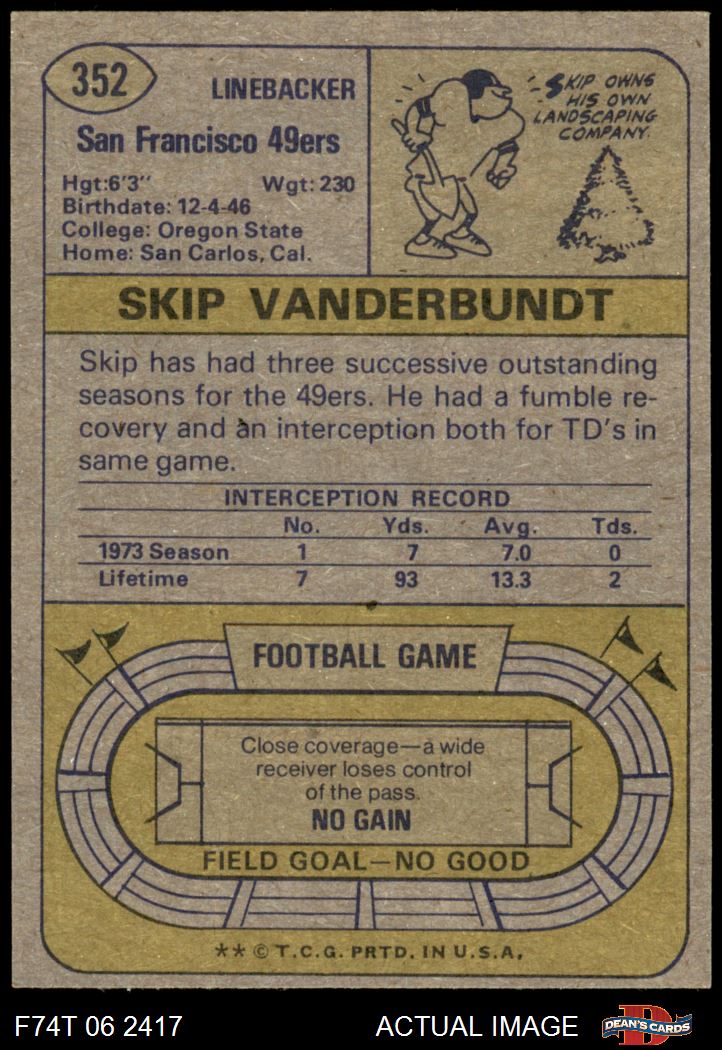 352
LINEBACKER
San Francisco 49ers
Hgt:6'3" Wgt: 230
Birthdate: 12-4-46
College: Oregon State
Home: San Carlos, Cal.
SKIP OWNS
HIS OWN
LANDSCAPING
COMPANY.
SKIP VANDERBUNDT
Skip has had three successive outstanding
seasons for the 49ers. He had a fumble re-
covery and an interception both for TD's in
same game.
INTERCEPTION RECORD
No. Yds. Avg. Tds.
1973 Season 1 7 7.0 0
Lifetime 7 93 13.3 2
FOOTBALL GAME
Close coverage—a wide
receiver loses control
of the pass.
NO GAIN
FIELD GOAL—NO GOOD
** © T.C.G. PRTD. IN U.S.A.
F74T 06 2417 ACTUAL IMAGE
D
DEAN'S CARDS